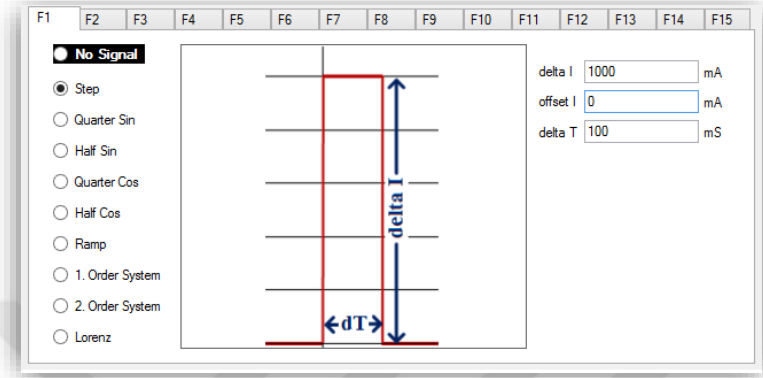 F1 F2 F3 F4 F5 F6 F7 F8 F9 F10 F11 F12 F13 F14 F15
No Signal
Step
Quarter Sin
Half Sin
Quarter Cos
Half Cos
Ramp
1. Order System
2. Order System
Lorenz
delta I
dT
delta I 1000 mA
offset I 0 mA
delta T 100 mS